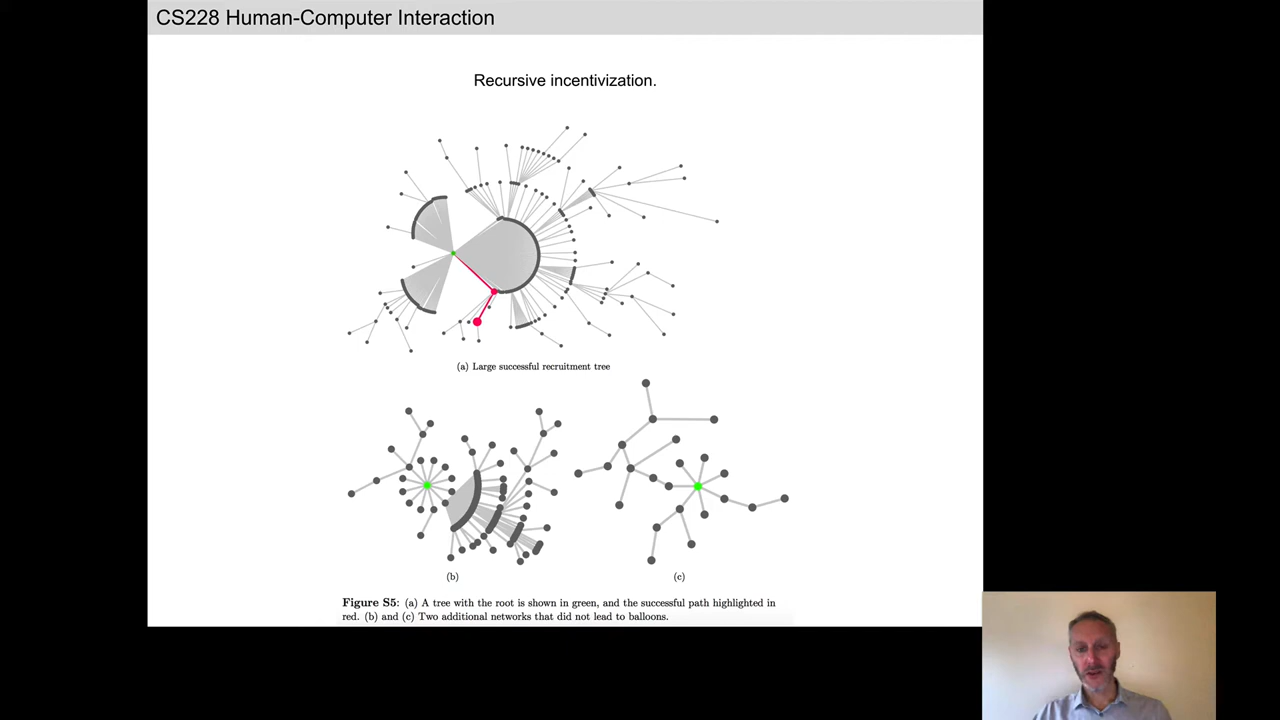 CS228 Human-Computer Interaction
Recursive incentivization.
(a) Large successful recruitment tree
(b)
(c)
Figure S5: (a) A tree with the root is shown in green, and the successful path highlighted in
red. (b) and (c) Two additional networks that did not lead to balloons.